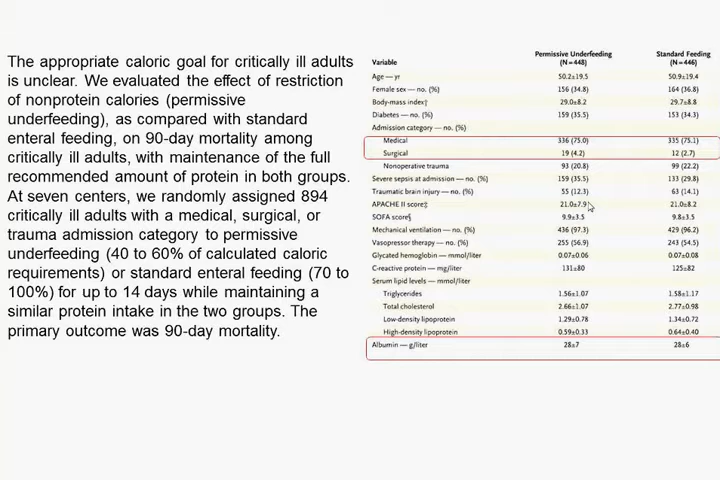 The appropriate caloric goal for critically ill adults
is unclear. We evaluated the effect of restriction
of nonprotein calories (permissive
underfeeding), as compared with standard
enteral feeding, on 90-day mortality among
critically ill adults, with maintenance of the full
recommended amount of protein in both groups.
At seven centers, we randomly assigned 894
critically ill adults with a medical, surgical, or
trauma admission category to permissive
underfeeding (40 to 60% of calculated caloric
requirements) or standard enteral feeding (70 to
100%) for up to 14 days while maintaining a
similar protein intake in the two groups. The
primary outcome was 90-day mortality.
Variable Permissive Underfeeding (N=448) Standard Feeding (N=446)
Age — yr 50.2±19.5 50.9±19.4
Female sex — no. (%) 156 (34.8) 164 (36.8)
Body-mass index† 29.0±8.2 29.7±8.8
Diabetes — no. (%) 159 (35.5) 153 (34.3)
Admission category — no. (%)
Medical 336 (75.0) 335 (75.1)
Surgical 19 (4.2) 12 (2.7)
Nonoperative trauma 93 (20.8) 99 (22.2)
Severe sepsis at admission — no. (%) 159 (35.5) 133 (29.8)
Traumatic brain injury — no. (%) 55 (12.3) 63 (14.1)
APACHE II score‡ 21.0±7.9 21.0±8.2
SOFA score§ 9.9±3.5 9.8±3.5
Mechanical ventilation — no. (%) 436 (97.3) 429 (96.2)
Vasopressor therapy — no. (%) 255 (56.9) 243 (54.5)
Glycated hemoglobin — mmol/liter 0.07±0.06 0.07±0.08
C-reactive protein — mg/liter 131±80 125±82
Serum lipid levels — mmol/liter
Triglycerides 1.56±1.07 1.58±1.17
Total cholesterol 2.66±1.07 2.77±0.98
Low-density lipoprotein 1.29±0.78 1.34±0.72
High-density lipoprotein 0.59±0.33 0.64±0.40
Albumin — g/liter 28±7 28±6